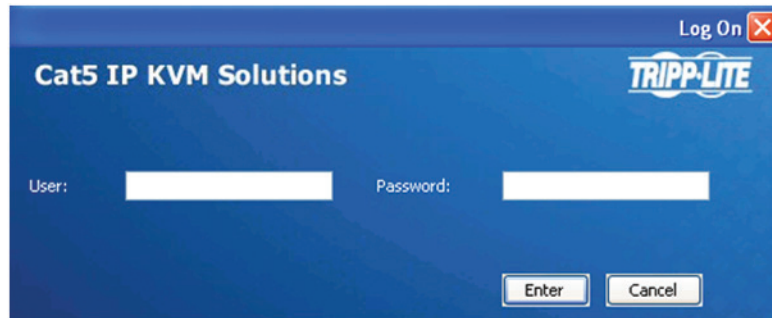 Log On
Cat5 IP KVM Solutions
TRIPP·LITE
User:
Password:
Enter
Cancel